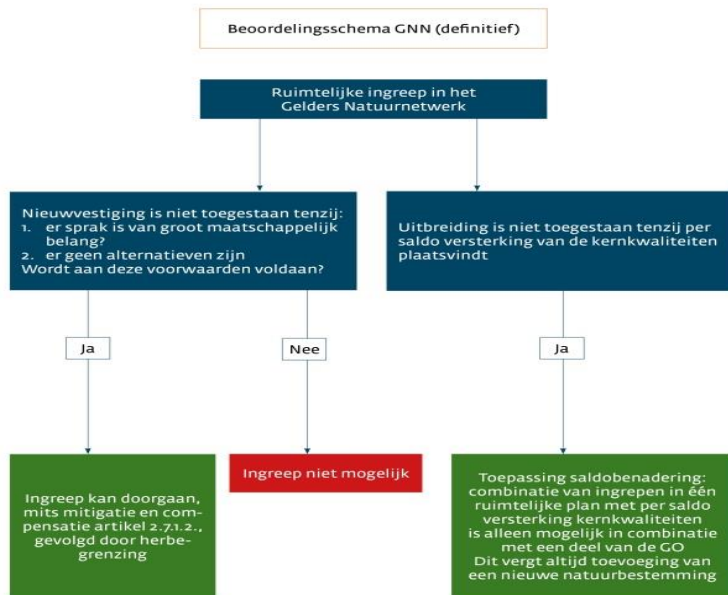 Beoordelingsschema GNN (definitief)
Ruimtelijke ingreep in het
Gelders Natuurnetwerk
Nieuwvestiging is niet toegestaan tenzij:
1. er sprak is van groot maatschappelijk
belang?
2. er geen alternatieven zijn
Wordt aan deze voorwaarden voldaan?
Uitbreiding is niet toegestaan tenzij per
saldo versterking van de kernkwaliteiten
plaatsvindt
Ja
Nee
Ja
Ingreep kan doorgaan,
mits mitigatie en com-
pensatie artikel 2.7.1.2.,
gevolgd door herbe-
grenzing
Ingreep niet mogelijk
Toepassing saldobenadering:
combinatie van ingrepen in één
ruimtelijke plan met per saldo
versterking kernkwaliteiten
is alleen mogelijk in combinatie
met een deel van de GO
Dit vergt altijd toevoeging van
een nieuwe natuurbestemming